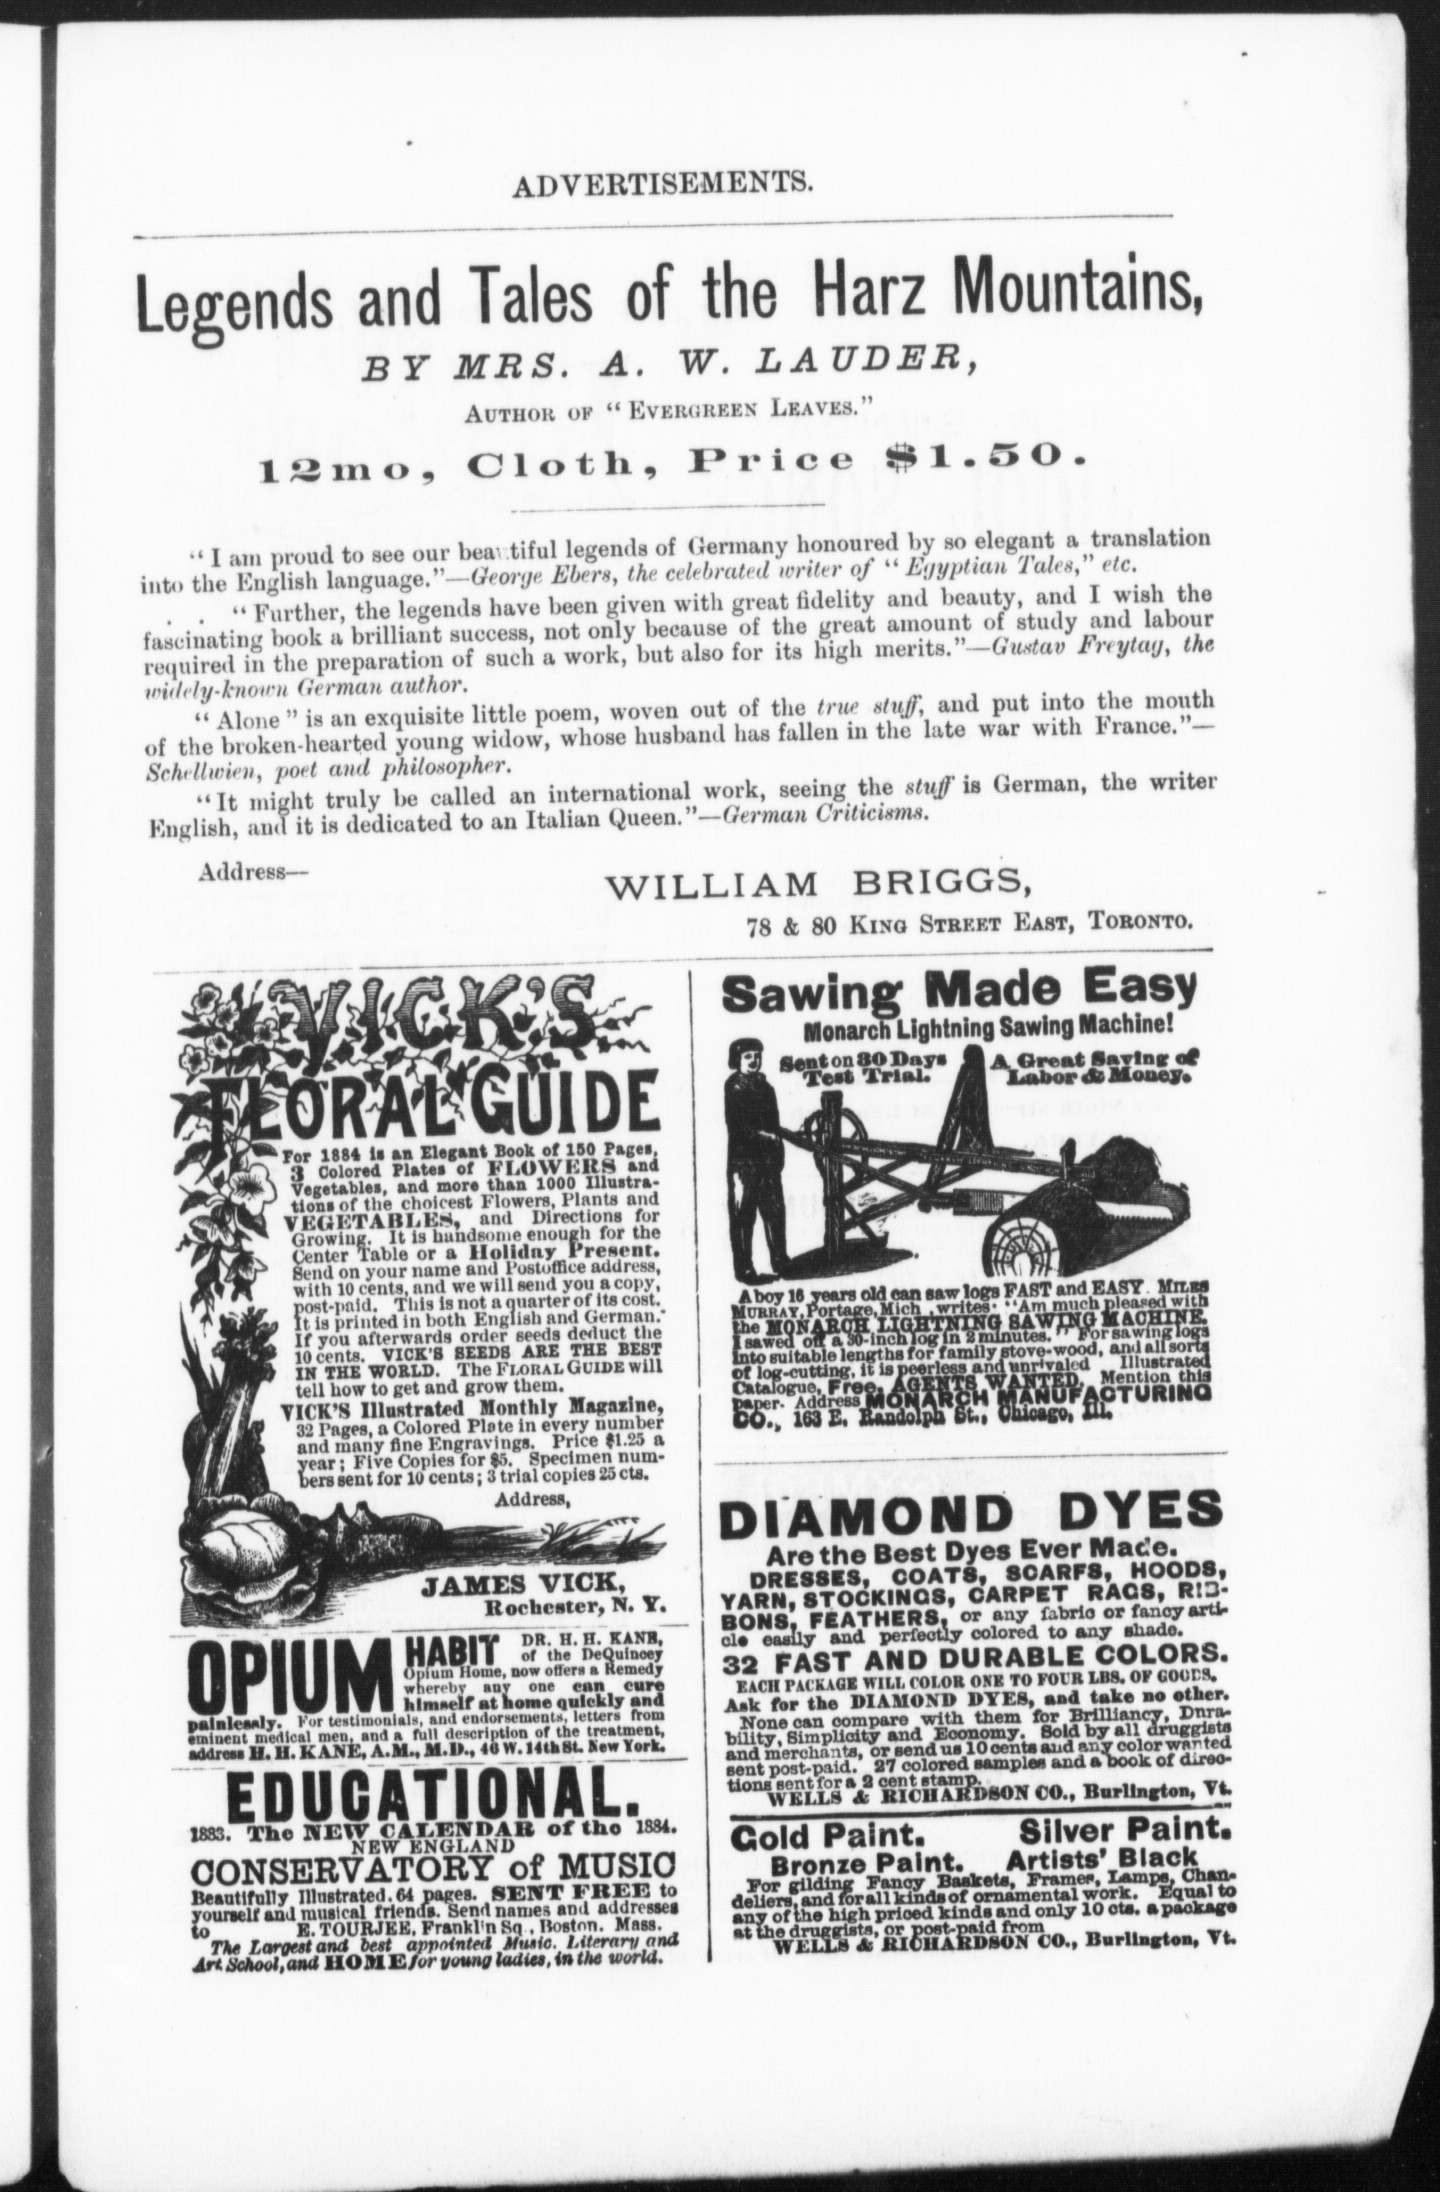 ADVERTISEMENTS.
Legends and Tales of the Harz Mountains,
BY MRS. A. W. LAUDER,
AUTHOR OF "EVERGREEN LEAVES."
12mo, Cloth, Price $1.50.
"I am proud to see our beautiful legends of Germany honoured by so elegant a translation
into the English language."—George Ebers, the celebrated writer of "Egyptian Tales," etc.
. . "Further, the legends have been given with great fidelity and beauty, and I wish the
fascinating book a brilliant success, not only because of the great amount of study and labour
required in the preparation of such a work, but also for its high merits."—Gustav Freytag, the
widely-known German author.
"Alone" is an exquisite little poem, woven out of the true stuff, and put into the mouth
of the broken-hearted young widow, whose husband has fallen in the late war with France."—
Schellwien, poet and philosopher.
"It might truly be called an international work, seeing the stuff is German, the writer
English, and it is dedicated to an Italian Queen."—German Criticisms.
Address—
WILLIAM BRIGGS,
78 & 80 KING STREET EAST, TORONTO.
VICK'S
FLORAL GUIDE
For 1884 is an Elegant Book of 150 Pages,
3 Colored Plates of FLOWERS and
Vegetables, and more than 1000 Illustra-
tions of the choicest Flowers, Plants and
VEGETABLES, and Directions for
Growing. It is handsome enough for the
Center Table or a Holiday Present.
Send on your name and Postoffice address,
with 10 cents, and we will send you a copy,
post-paid. This is not a quarter of its cost.
It is printed in both English and German.
If you afterwards order seeds deduct the
10 cents. VICK'S SEEDS ARE THE BEST
IN THE WORLD. The FLORAL GUIDE will
tell how to get and grow them.
VICK'S Illustrated Monthly Magazine,
32 Pages, a Colored Plate in every number
and many fine Engravings. Price $1.25 a
year; Five Copies for $5. Specimen num-
bers sent for 10 cents; 3 trial copies 25 cts.
Address,
JAMES VICK,
Rochester, N. Y.
OPIUM HABIT DR. H. H. KANE,
of the DeQuincey
Opium Home, now offers a Remedy
whereby any one can cure
himself at home quickly and
painlessly. For testimonials, and endorsements, letters from
eminent medical men, and a full description of the treatment,
address H. H. KANE, A.M., M.D., 46 W. 14th St. New York.
EDUCATIONAL.
1883. The NEW CALENDAR of the 1884.
NEW ENGLAND
CONSERVATORY of MUSIC
Beautifully Illustrated. 64 pages. SENT FREE to
yourself and musical friends. Send names and addresses
to E. TOURJEE, Franklin Sq., Boston. Mass.
The Largest and best appointed Music. Literary and
Art School, and HOME for young ladies, in the world.
Sawing Made Easy
Monarch Lightning Sawing Machine!
Sent on 30 Days
Test Trial.
A Great Saving of
Labor & Money.
A boy 16 years old can saw logs FAST and EASY. MILES
MURRAY, Portage, Mich., writes. "Am much pleased with
the MONARCH LIGHTNING SAWING MACHINE.
I sawed off a 30-inch log in 2 minutes." For sawing logs
into suitable lengths for family stove-wood, and all sorts
of log-cutting, it is peerless and unrivaled Illustrated
Catalogue, Free. AGENTS WANTED. Mention this
paper. Address MONARCH MANUFACTURING
CO., 163 E. Randolph St., Chicago, Ill.
DIAMOND DYES
Are the Best Dyes Ever Made.
DRESSES, COATS, SCARFS, HOODS,
YARN, STOCKINGS, CARPET RAGS, RIB-
BONS, FEATHERS, or any fabric or fancy arti-
cle easily and perfectly colored to any shade.
32 FAST AND DURABLE COLORS.
EACH PACKAGE WILL COLOR ONE TO FOUR LBS. OF GOODS.
Ask for the DIAMOND DYES, and take no other.
None can compare with them for Brilliancy, Dura-
bility, Simplicity and Economy. Sold by all druggists
and merchants, or send us 10 cents and any color wanted
sent post-paid. 27 colored samples and a book of direc-
tions sent for a 2 cent stamp.
WELLS & RICHARDSON CO., Burlington, Vt.
Gold Paint. Silver Paint.
Bronze Paint. Artists' Black
For gilding Fancy Baskets, Frames, Lamps, Chan-
deliers, and for all kinds of ornamental work. Equal to
any of the high priced kinds and only 10 cts. a package
at the druggists, or post-paid from
WELLS & RICHARDSON CO., Burlington, Vt.